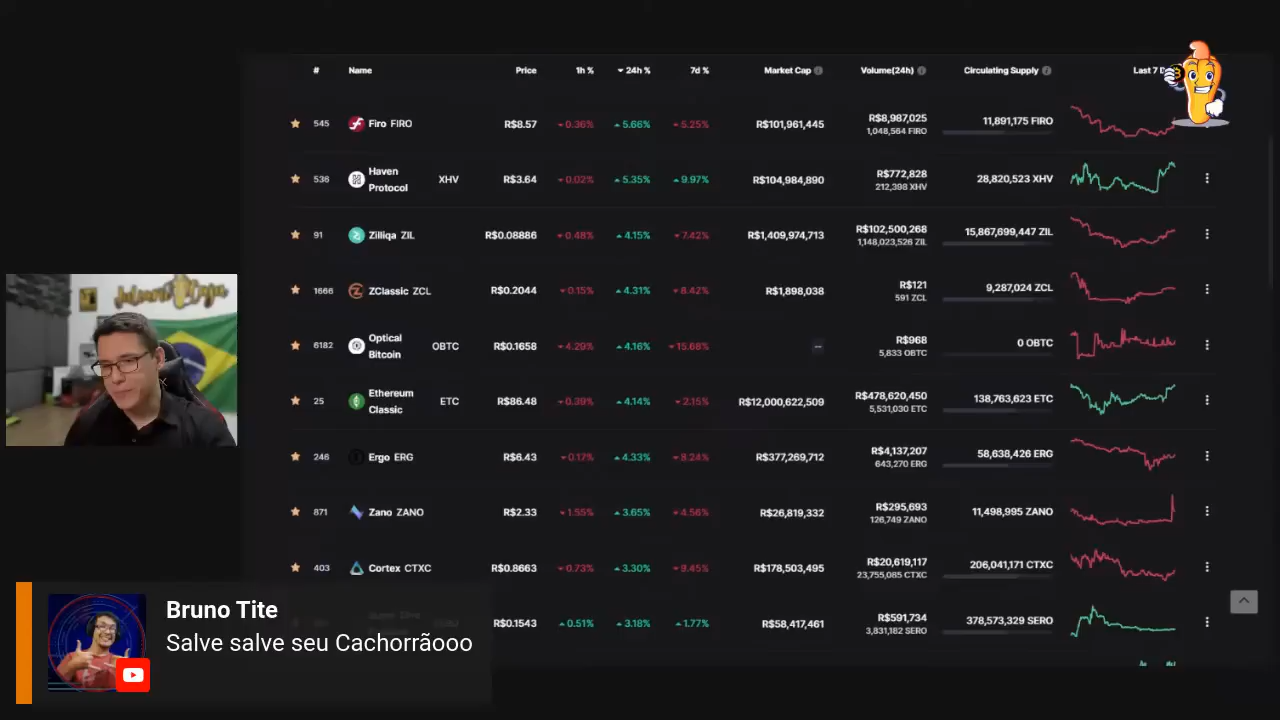 # Name Price 1h % 24h % 7d % Market Cap Volume(24h) Circulating Supply Last 7
545 Firo FIRO R$8.57 0.36% 5.66% 5.25% R$101,961,445 R$8,987,025 11,891,175 FIRO
1,048,564 FIRO
536 Haven Protocol XHV R$3.64 0.02% 5.35% 9.97% R$104,984,890 R$772,828 28,820,523 XHV
212,398 XHV
91 Zilliqa ZIL R$0.08886 0.48% 4.15% 7.42% R$1,409,974,713 R$102,500,268 15,867,699,447 ZIL
1,148,023,526 ZIL
1666 ZClassic ZCL R$0.2044 0.15% 4.31% 8.42% R$1,898,038 R$121 9,287,024 ZCL
591 ZCL
6182 Optical Bitcoin OBTC R$0.1658 4.29% 4.16% 15.68% -- R$968 0 OBTC
5,833 OBTC
25 Ethereum Classic ETC R$86.48 0.39% 4.14% 2.15% R$12,000,622,509 R$478,620,450 138,763,623 ETC
5,531,030 ETC
246 Ergo ERG R$6.43 0.17% 4.33% 8.24% R$377,269,712 R$4,137,207 58,638,426 ERG
643,270 ERG
871 Zano ZANO R$2.33 1.55% 3.65% 4.56% R$26,819,332 R$295,693 11,498,995 ZANO
126,749 ZANO
403 Cortex CTXC R$0.8663 0.73% 3.30% 9.45% R$178,503,495 R$20,619,117 206,041,171 CTXC
23,755,085 CTXC
R$0.1543 0.51% 3.18% 1.77% R$58,417,461 R$591,734 378,573,329 SERO
3,831,182 SERO
Bruno Tite
Salve salve seu Cachorrãooo